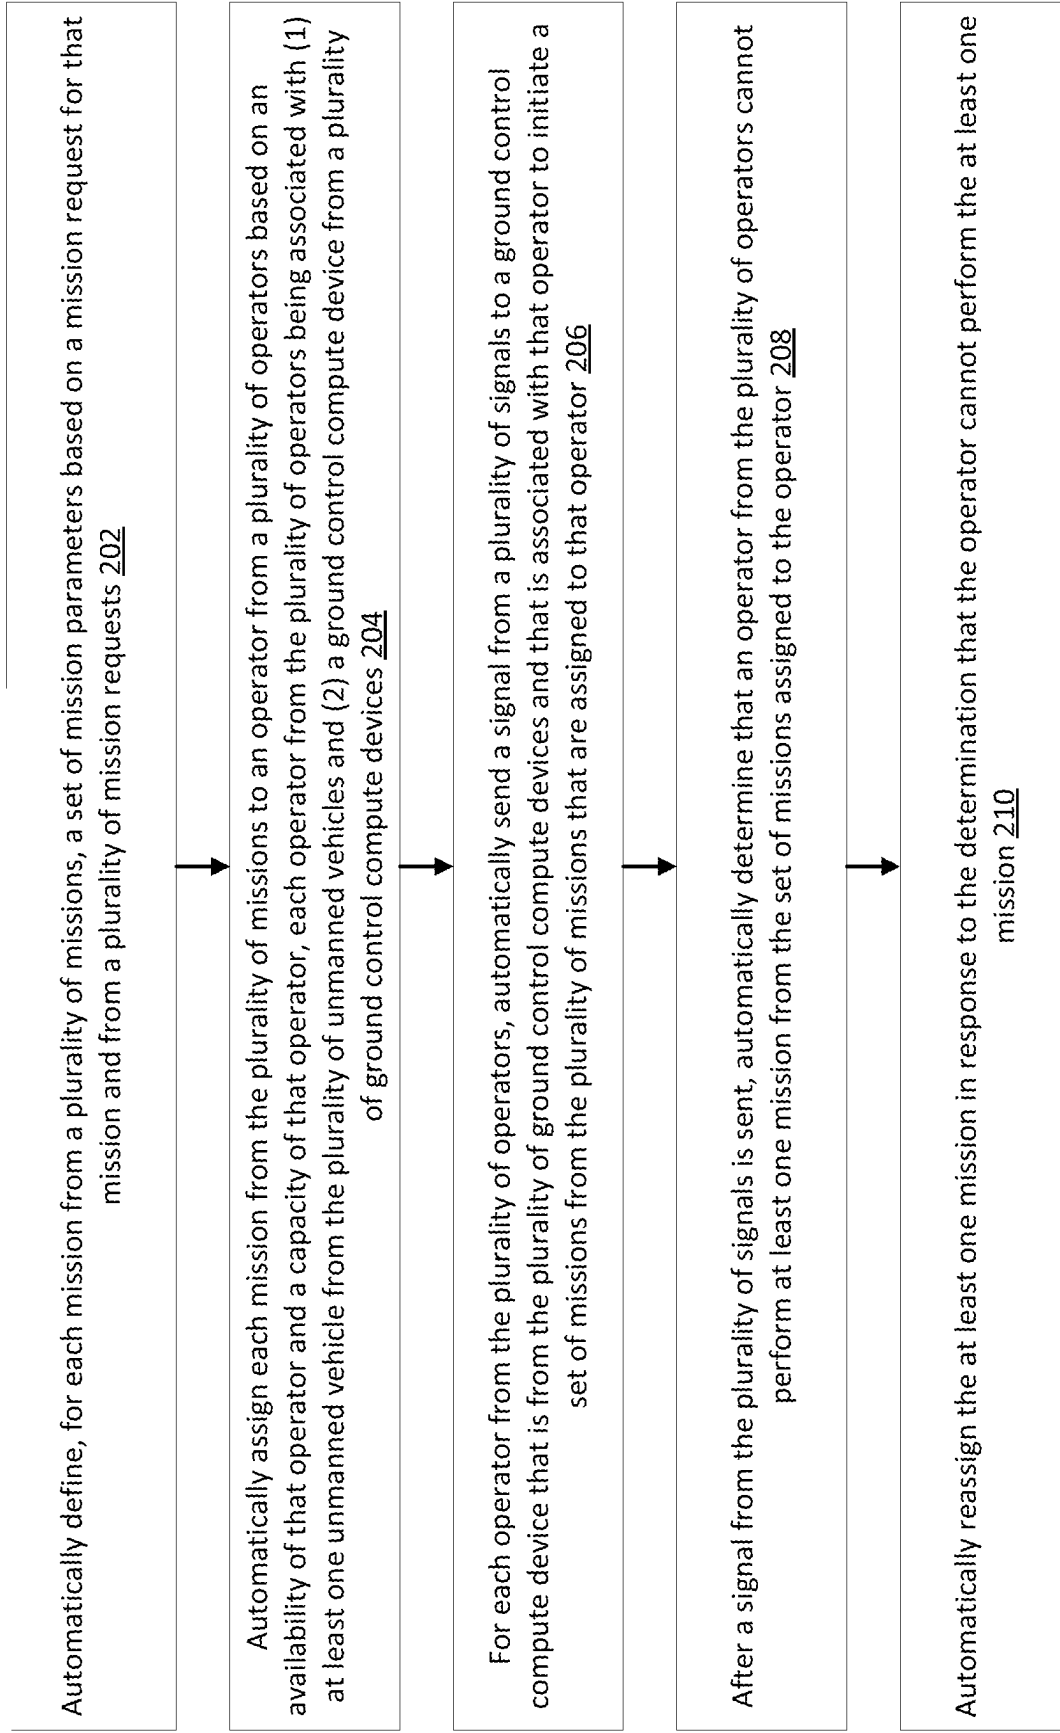 Automatically define, for each mission from a plurality of missions, a set of mission parameters based on a mission request for that
mission and from a plurality of mission requests 202
Automatically assign each mission from the plurality of missions to an operator from a plurality of operators based on an
availability of that operator and a capacity of that operator, each operator from the plurality of operators being associated with (1)
at least one unmanned vehicle from the plurality of unmanned vehicles and (2) a ground control compute device from a plurality
of ground control compute devices 204
For each operator from the plurality of operators, automatically send a signal from a plurality of signals to a ground control
compute device that is from the plurality of ground control compute devices and that is associated with that operator to initiate a
set of missions from the plurality of missions that are assigned to that operator 206
After a signal from the plurality of signals is sent, automatically determine that an operator from the plurality of operators cannot
perform at least one mission from the set of missions assigned to the operator 208
Automatically reassign the at least one mission in response to the determination that the operator cannot perform the at least one
mission 210